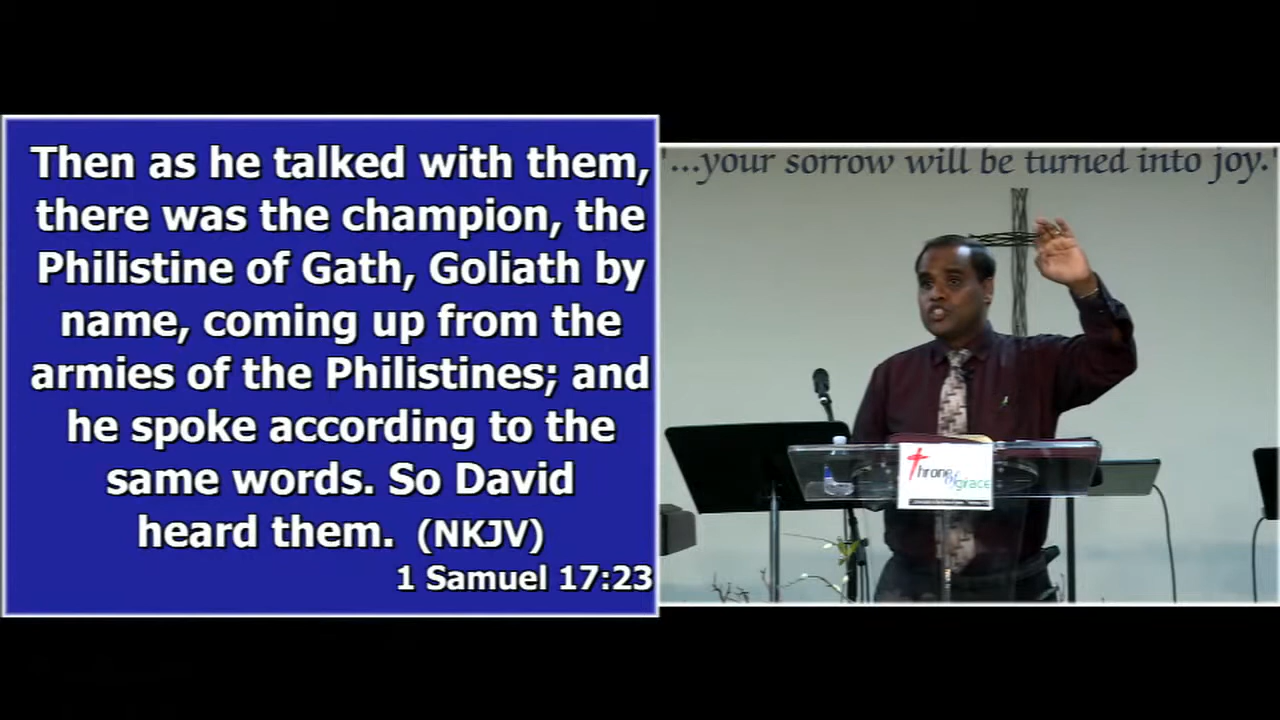 Then as he talked with them,
there was the champion, the
Philistine of Gath, Goliath by
name, coming up from the
armies of the Philistines; and
he spoke according to the
same words. So David
heard them. (NKJV)
1 Samuel 17:23
'...your sorrow will be turned into joy.'
Throne
of grace